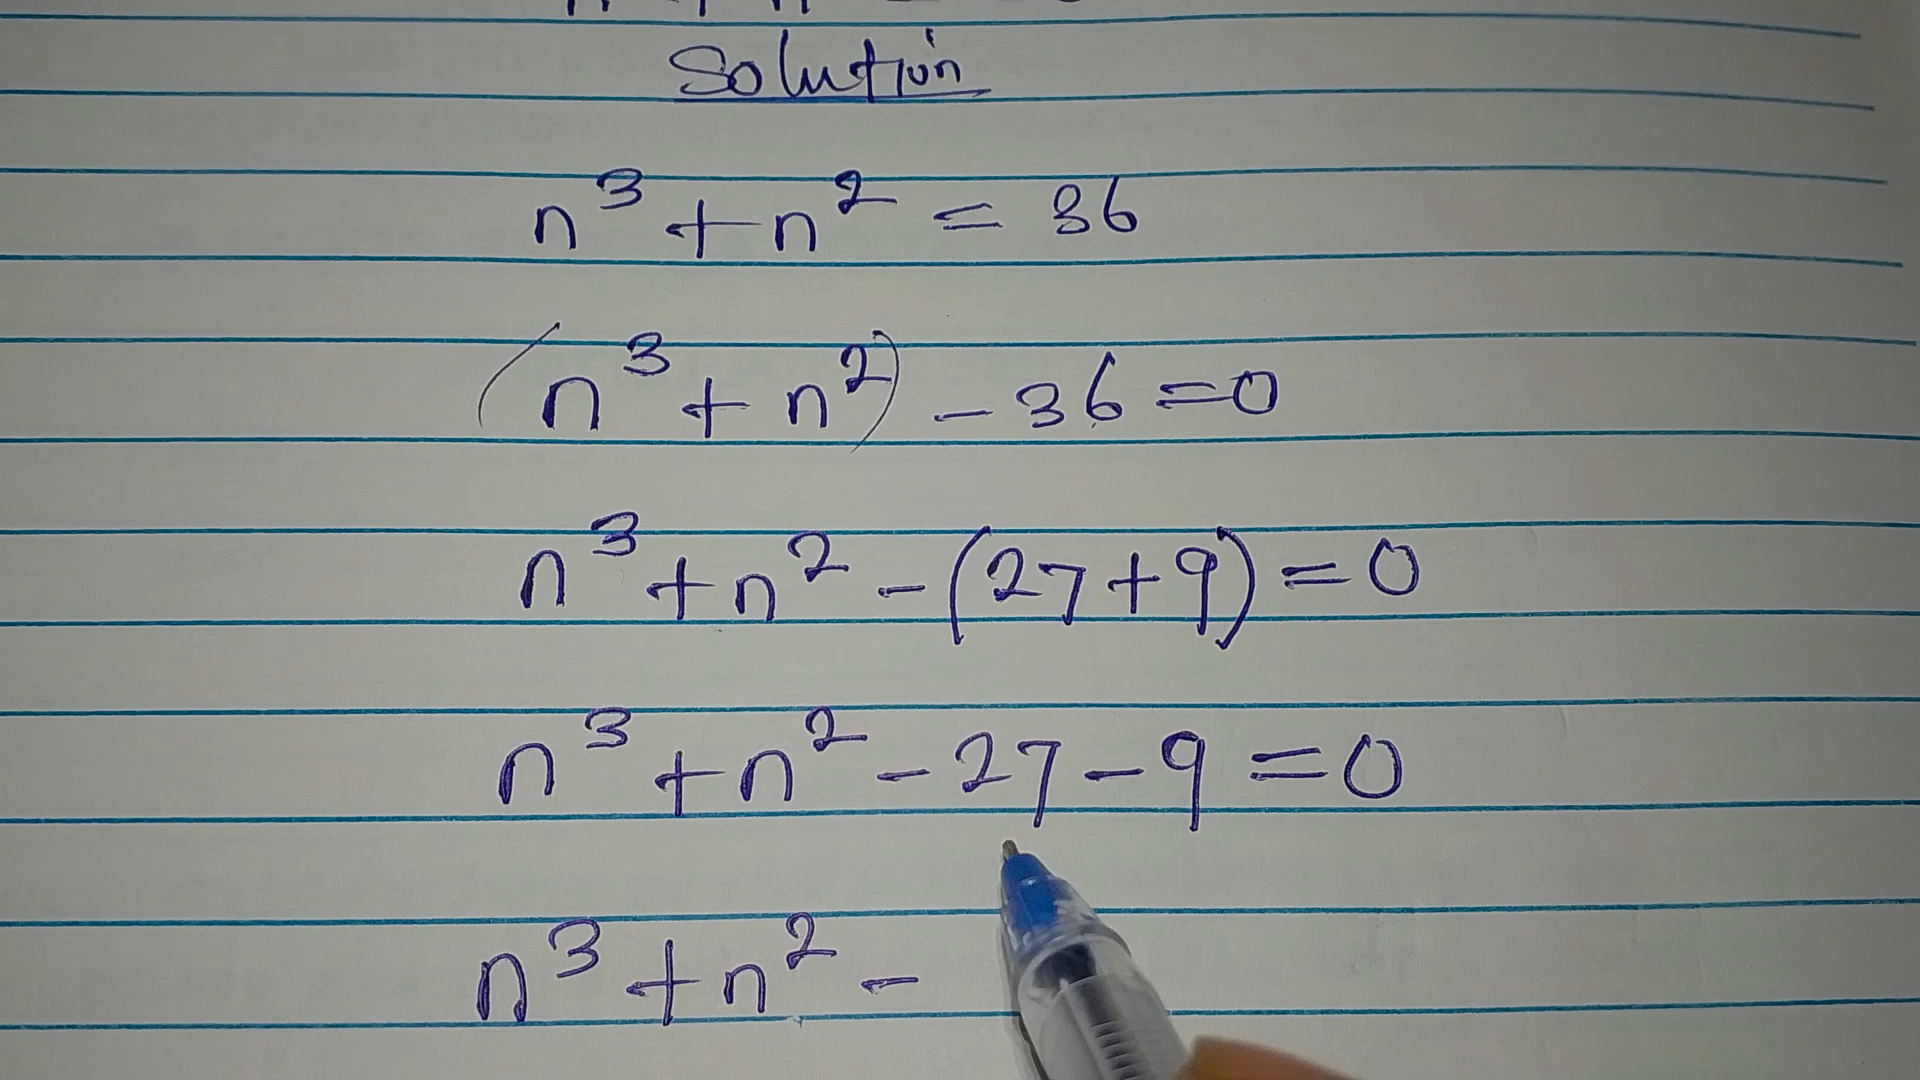 Solution
n³ + n² = 36
(n³ + n²) - 36 = 0
n³ + n² - (27 + 9) = 0
n³ + n² - 27 - 9 = 0
n³ + n² -